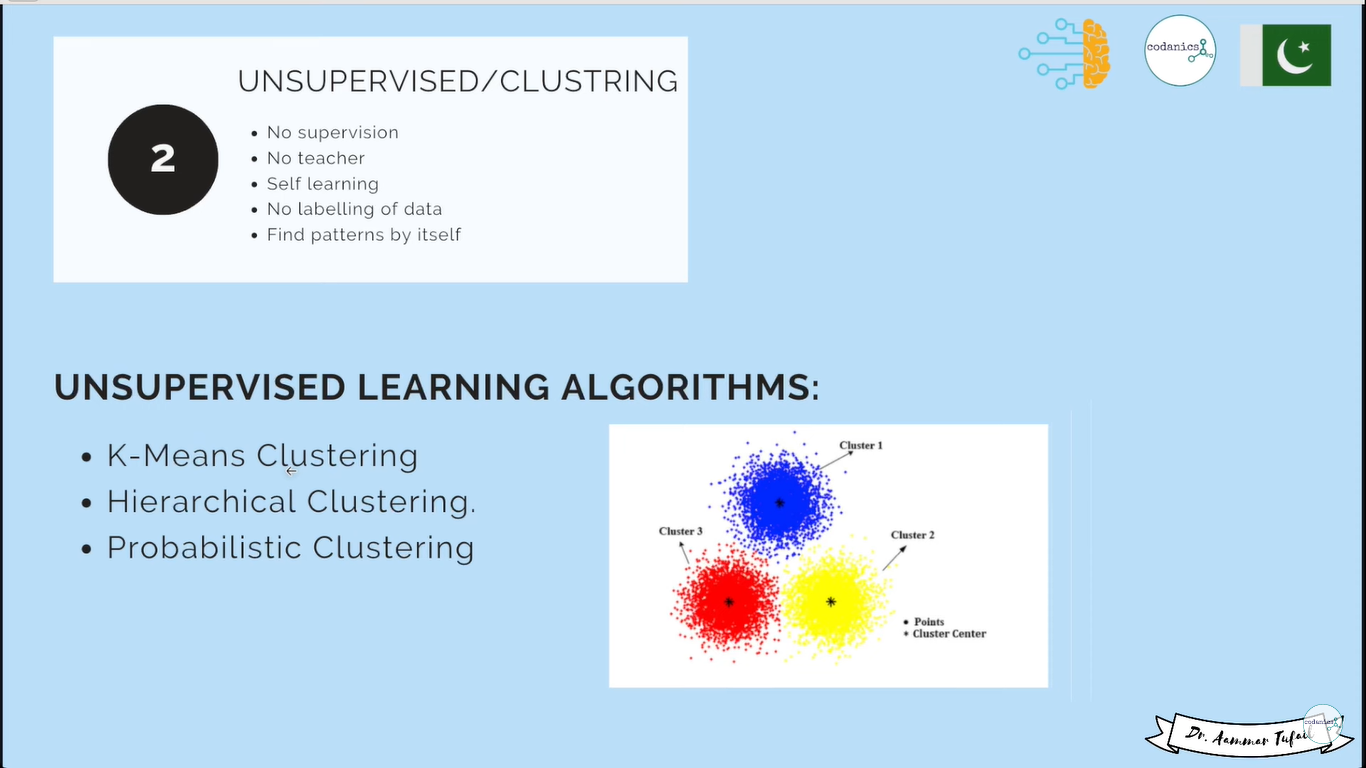 UNSUPERVISED/CLUSTRING
2
No supervision
No teacher
Self learning
No labelling of data
Find patterns by itself
codanics
UNSUPERVISED LEARNING ALGORITHMS:
K-Means Clustering
Hierarchical Clustering.
Probabilistic Clustering
Cluster 1
Cluster 3
Cluster 2
Points
Cluster Center
Dr. Aammar Tufail
codanics